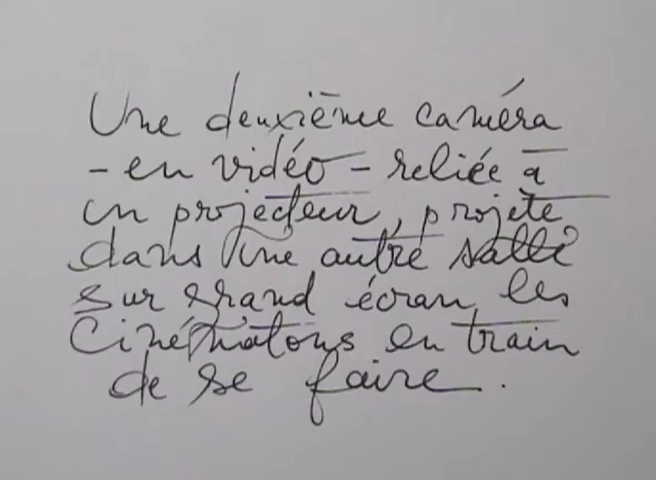 Une deuxième caméra
- en vidéo - reliée à
un projecteur, projete
dans une autre salle
sur grand écran, les
Cinématons en train
de se faire.